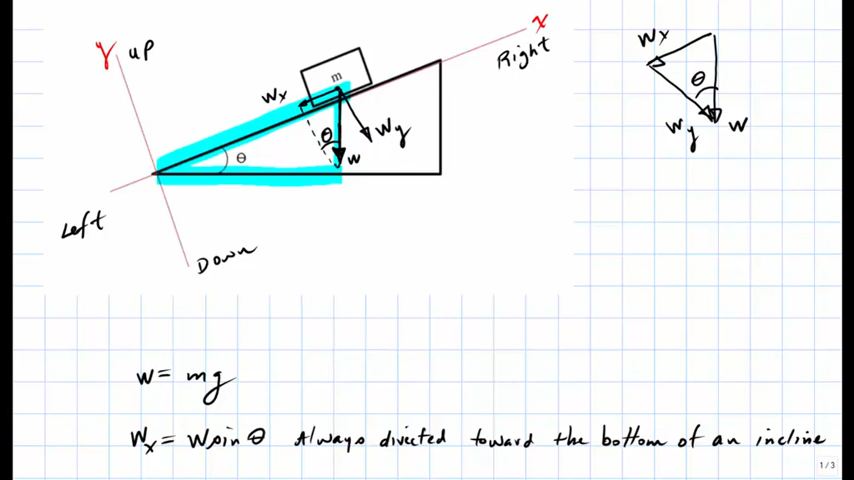 Y up
x
Right
m
Wx
θ
Wy
W
θ
Left
Down
Wx
θ
Wy
W
W = mg
Wx = W sin θ Always directed toward the bottom of an incline
1/3